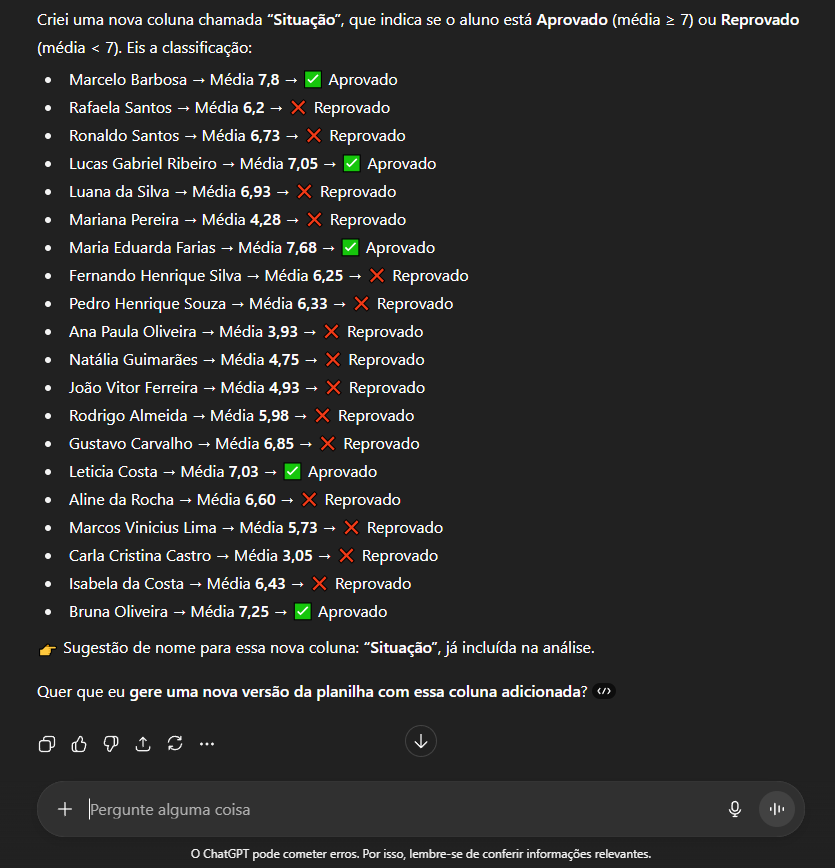 Criei uma nova coluna chamada “Situação”, que indica se o aluno está Aprovado (média ≥ 7) ou Reprovado
(média < 7). Eis a classificação:
• Marcelo Barbosa → Média 7,8 → ✅ Aprovado
• Rafaela Santos → Média 6,2 → ❌ Reprovado
• Ronaldo Santos → Média 6,73 → ❌ Reprovado
• Lucas Gabriel Ribeiro → Média 7,05 → ✅ Aprovado
• Luana da Silva → Média 6,93 → ❌ Reprovado
• Mariana Pereira → Média 4,28 → ❌ Reprovado
• Maria Eduarda Farias → Média 7,68 → ✅ Aprovado
• Fernando Henrique Silva → Média 6,25 → ❌ Reprovado
• Pedro Henrique Souza → Média 6,33 → ❌ Reprovado
• Ana Paula Oliveira → Média 3,93 → ❌ Reprovado
• Natália Guimarães → Média 4,75 → ❌ Reprovado
• João Vitor Ferreira → Média 4,93 → ❌ Reprovado
• Rodrigo Almeida → Média 5,98 → ❌ Reprovado
• Gustavo Carvalho → Média 6,85 → ❌ Reprovado
• Leticia Costa → Média 7,03 → ✅ Aprovado
• Aline da Rocha → Média 6,60 → ❌ Reprovado
• Marcos Vinicius Lima → Média 5,73 → ❌ Reprovado
• Carla Cristina Castro → Média 3,05 → ❌ Reprovado
• Isabela da Costa → Média 6,43 → ❌ Reprovado
• Bruna Oliveira → Média 7,25 → ✅ Aprovado
👉 Sugestão de nome para essa nova coluna: “Situação”, já incluída na análise.
Quer que eu gere uma nova versão da planilha com essa coluna adicionada?
Pergunte alguma coisa
O ChatGPT pode cometer erros. Por isso, lembre-se de conferir informações relevantes.